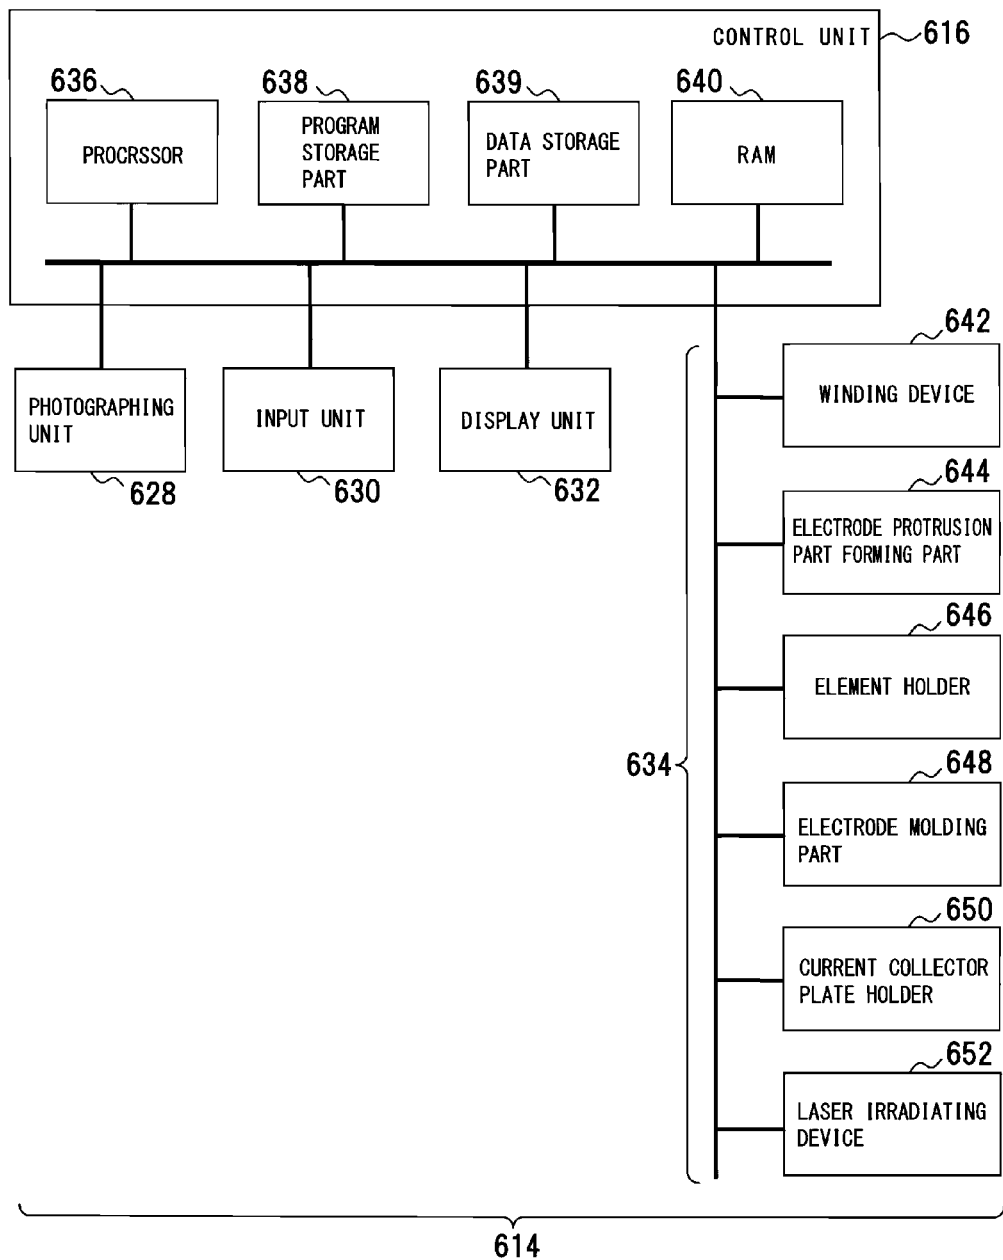 CONTROL UNIT
616
636
638
639
640
PROCRSSOR
PROGRAM
STORAGE
PART
DATA STORAGE
PART
RAM
PHOTOGRAPHING
UNIT
INPUT UNIT
DISPLAY UNIT
628
630
632
634
642
WINDING DEVICE
644
ELECTRODE PROTRUSION
PART FORMING PART
646
ELEMENT HOLDER
648
ELECTRODE MOLDING
PART
650
CURRENT COLLECTOR
PLATE HOLDER
652
LASER IRRADIATING
DEVICE
614